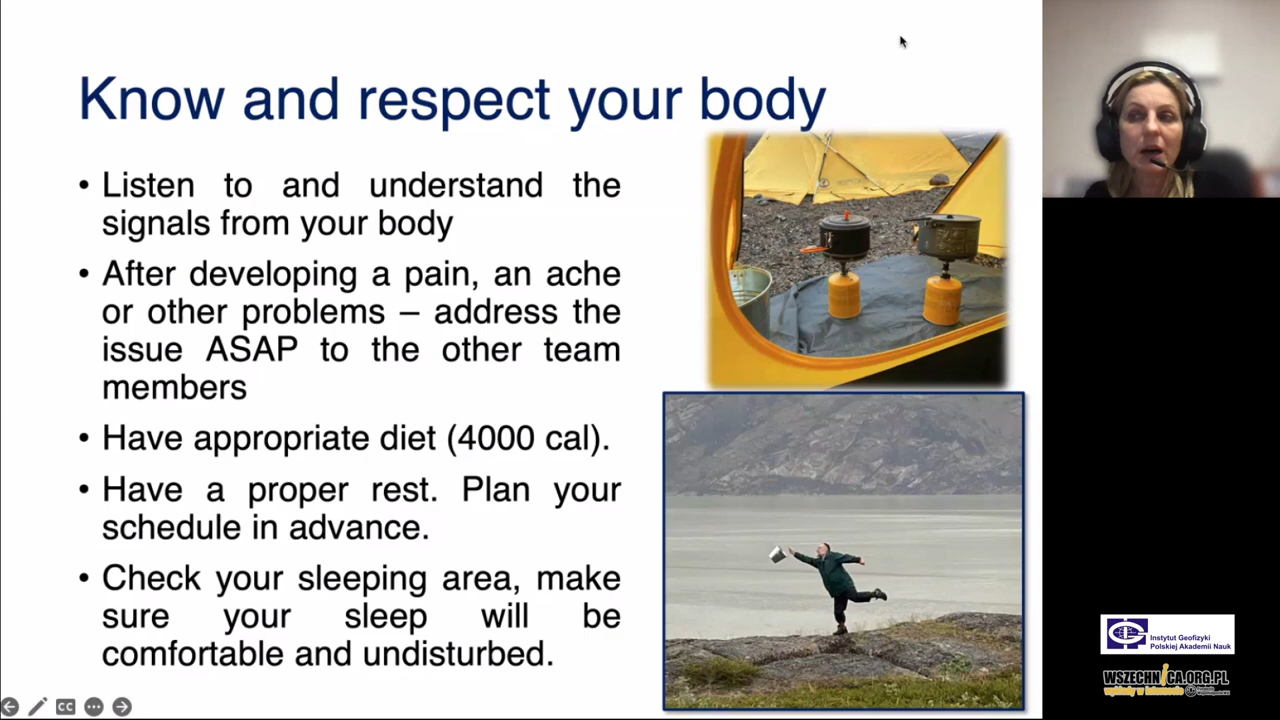 Know and respect your body
• Listen to and understand the
signals from your body
• After developing a pain, an ache
or other problems – address the
issue ASAP to the other team
members
• Have appropriate diet (4000 cal).
• Have a proper rest. Plan your
schedule in advance.
• Check your sleeping area, make
sure your sleep will be
comfortable and undisturbed.
CC
Instytut Geofizyki
Polskiej Akademii Nauk
WSZECHNICA.ORG.PL
wykłady w internecie